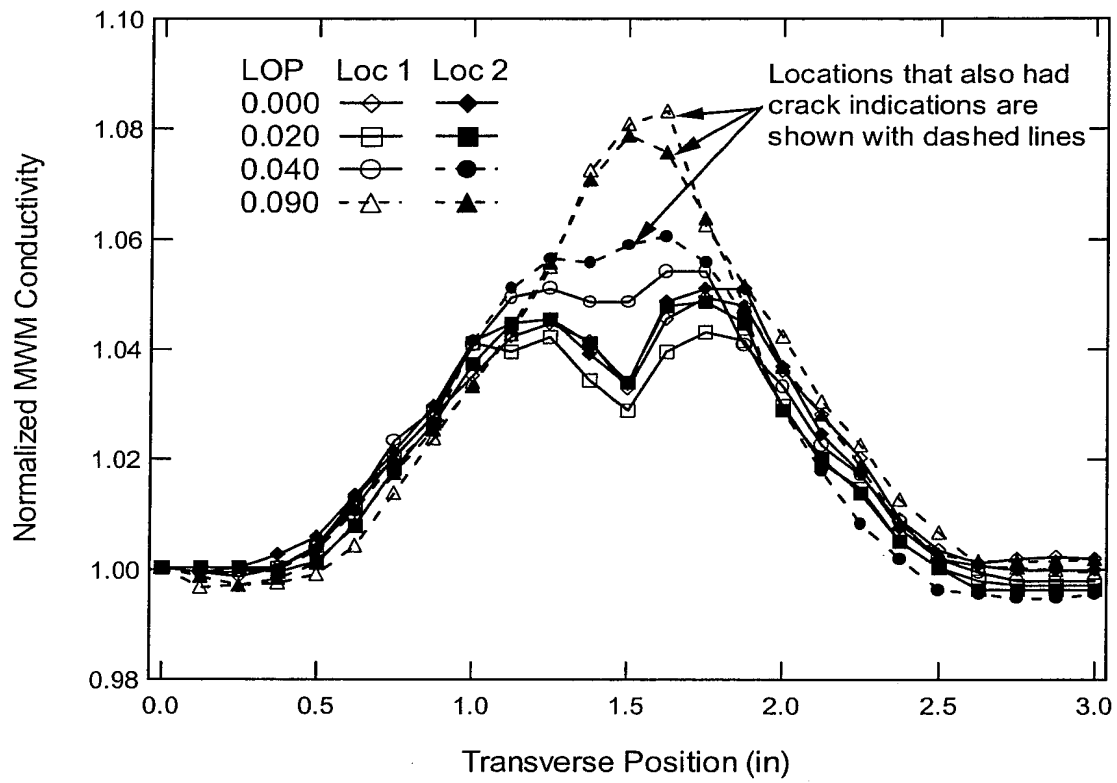 1.10
1.08
1.06
1.04
1.02
1.00
0.98
Normalized MWM Conductivity
LOP Loc 1 Loc 2
0.000
0.020
0.040
0.090
Locations that also had
crack indications are
shown with dashed lines
0.0 0.5 1.0 1.5 2.0 2.5 3.0
Transverse Position (in)